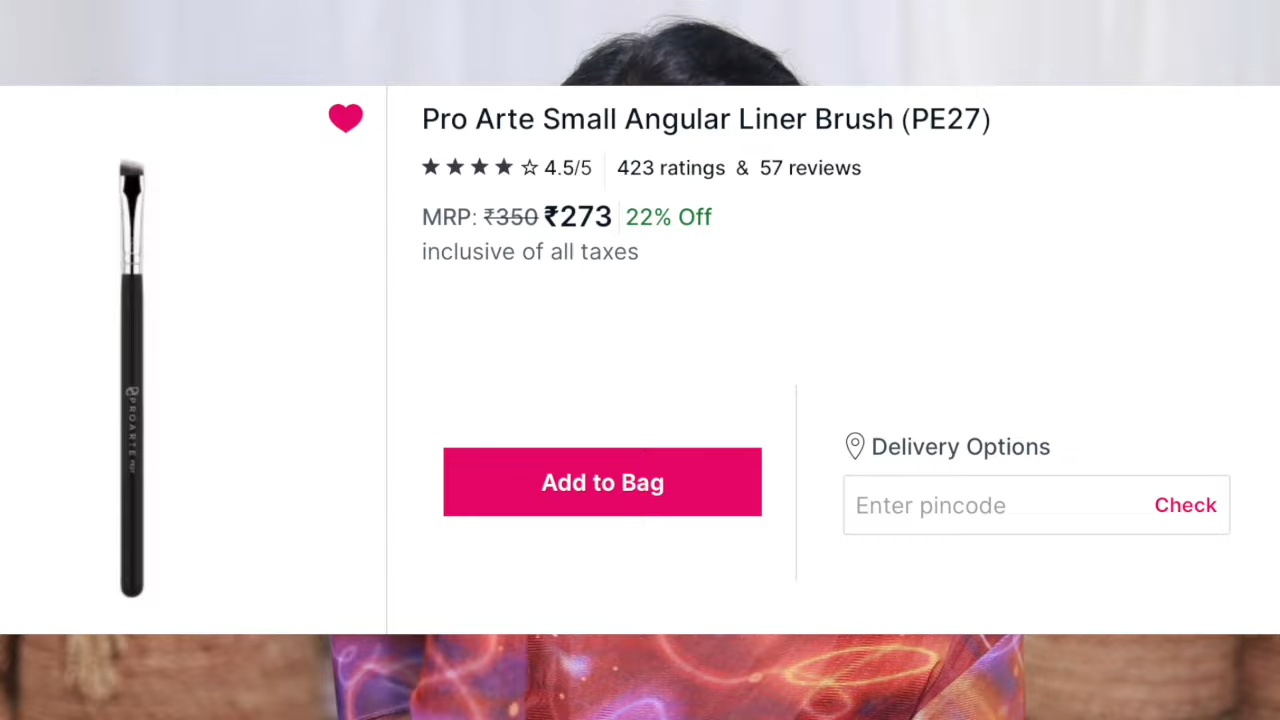 Pro Arte Small Angular Liner Brush (PE27)
4.5/5 423 ratings & 57 reviews
MRP: ₹350 ₹273 22% Off
inclusive of all taxes
PROARTE
Add to Bag
Delivery Options
Enter pincode Check